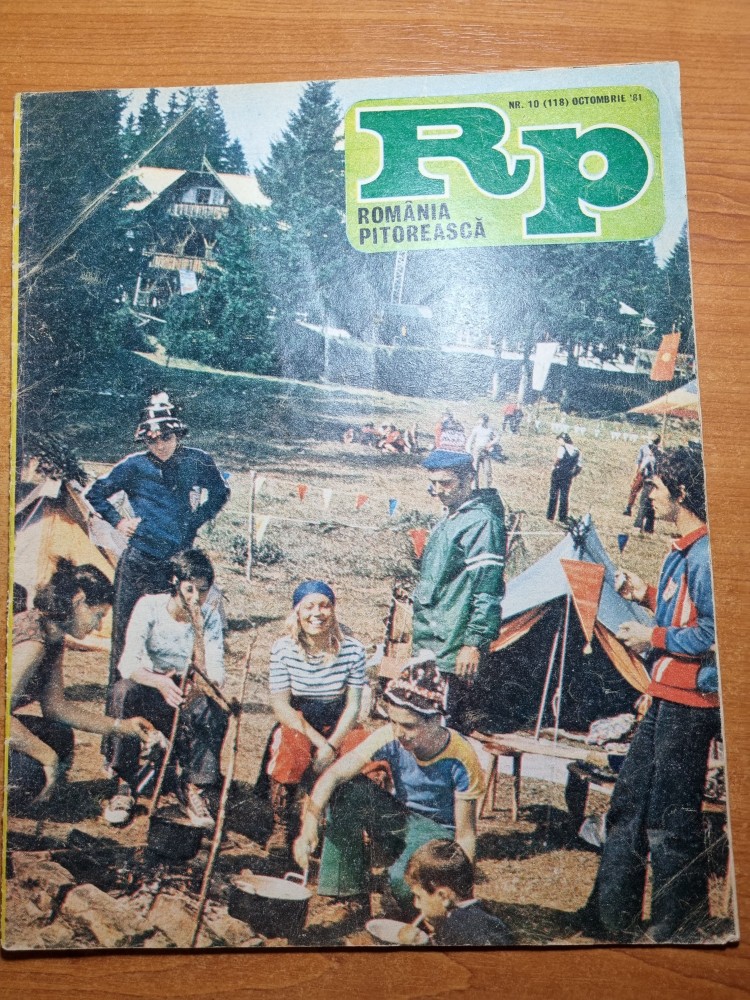 NR. 10 (118) OCTOMBRIE '81
Rp
ROMÂNIA
PITOREASCĂ